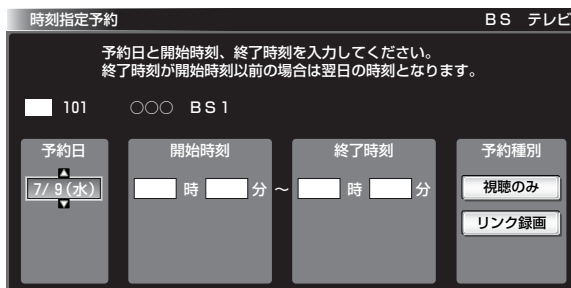 時刻指定予約 BS テレビ
予約日と開始時刻、終了時刻を入力してください。
終了時刻が開始時刻以前の場合は翌日の時刻となります。
101 ○○○ BS1
予約日 開始時刻 終了時刻 予約種別
7/ 9(水) 時 分 ~ 時 分 視聴のみ
リンク録画